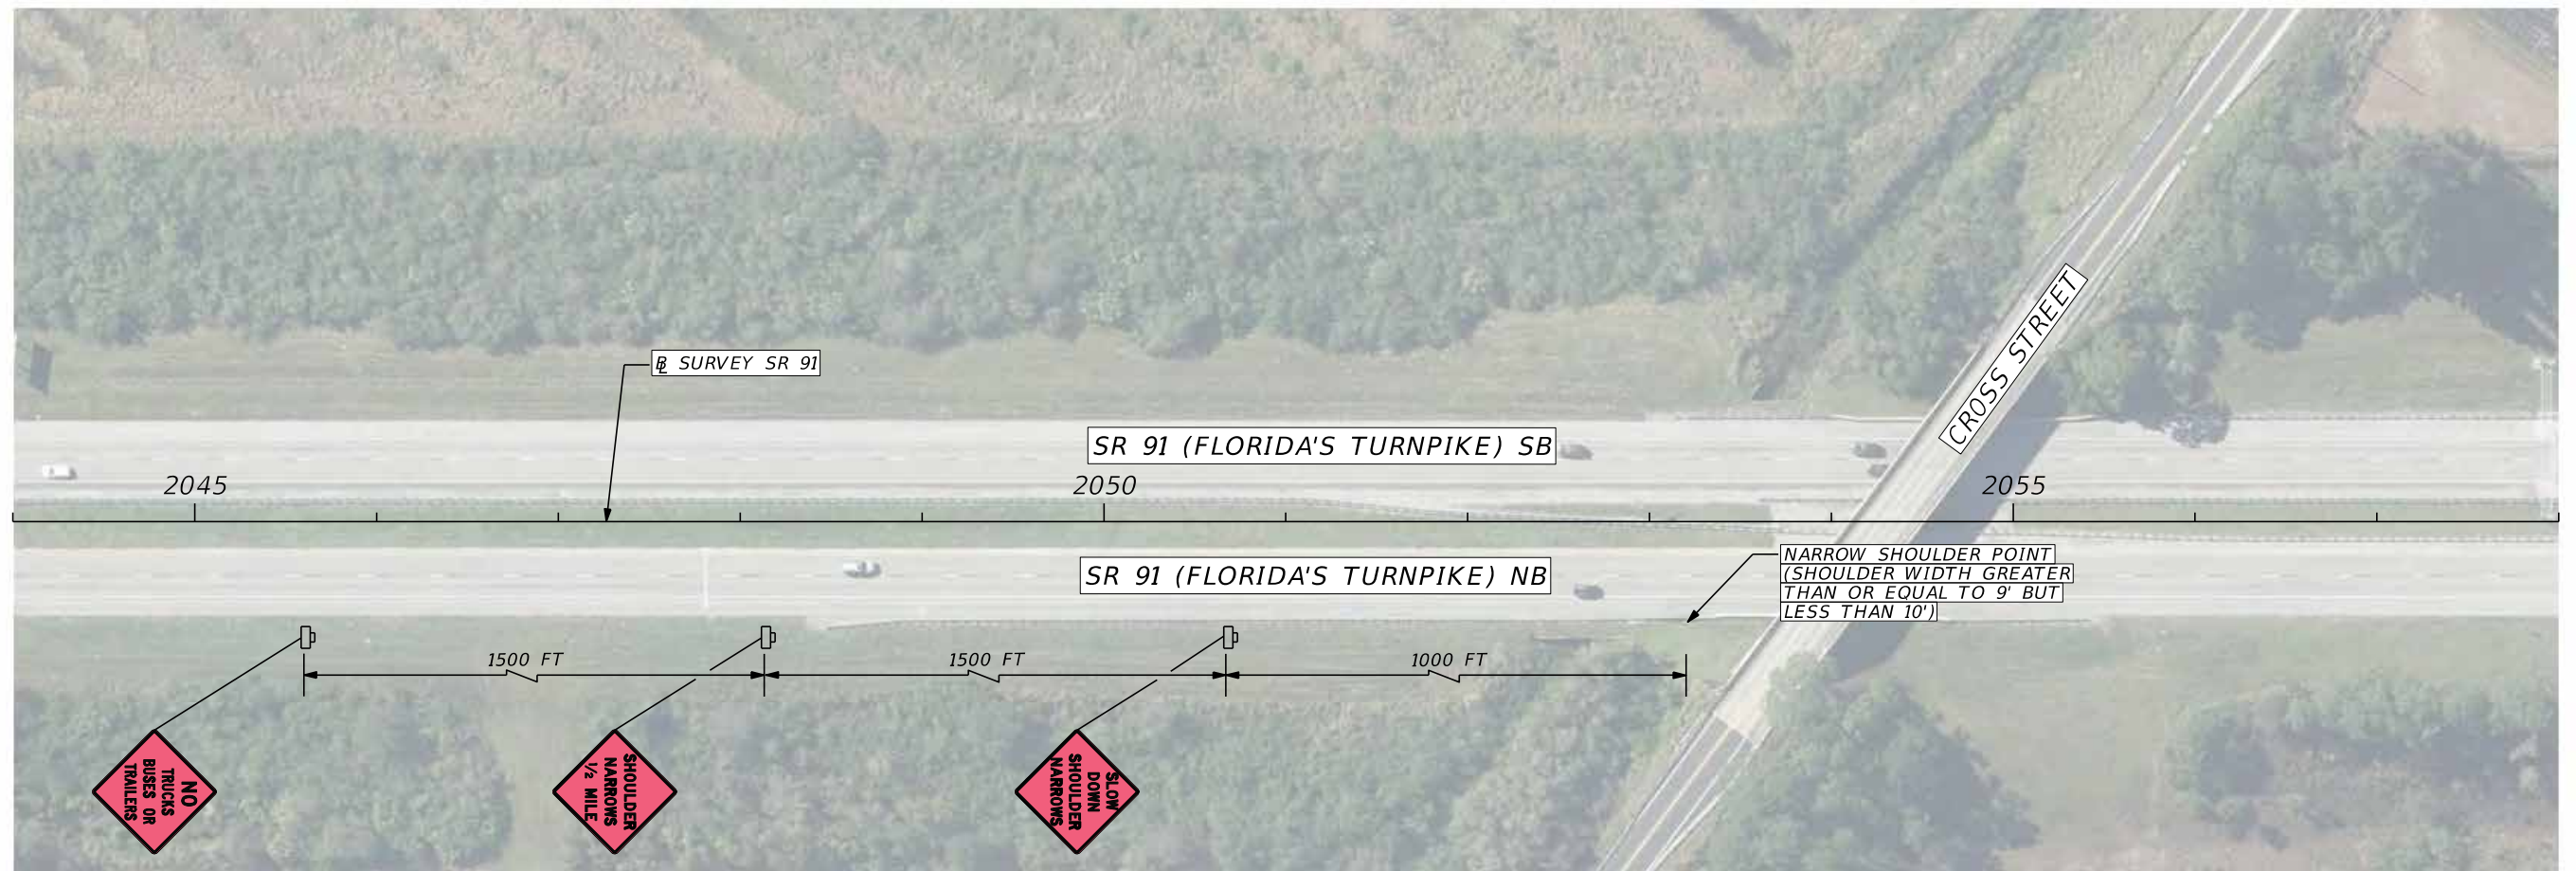 CROSS STREET
℄ SURVEY SR 91
SR 91 (FLORIDA'S TURNPIKE) SB
2045
2050
2055
SR 91 (FLORIDA'S TURNPIKE) NB
NARROW SHOULDER POINT
(SHOULDER WIDTH GREATER
THAN OR EQUAL TO 9' BUT
LESS THAN 10')
1500 FT
1500 FT
1000 FT
NO
TRUCKS
BUSES OR
TRAILERS
SHOULDER
NARROWS
1/2 MILE
SLOW
DOWN
SHOULDER
NARROWS